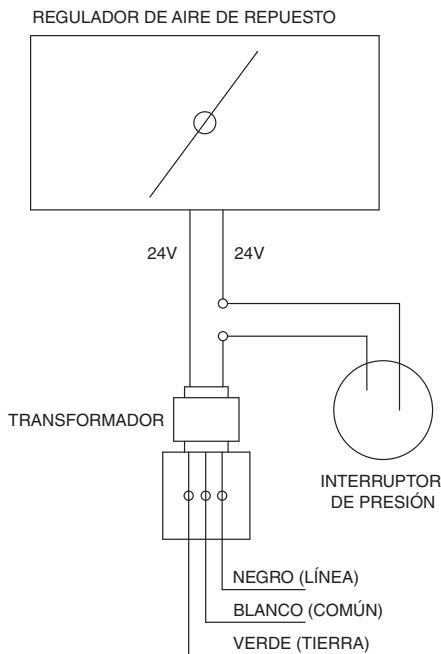 REGULADOR DE AIRE DE REPUESTO
24V 24V
TRANSFORMADOR
INTERRUPTOR
DE PRESIÓN
NEGRO (LÍNEA)
BLANCO (COMÚN)
VERDE (TIERRA)